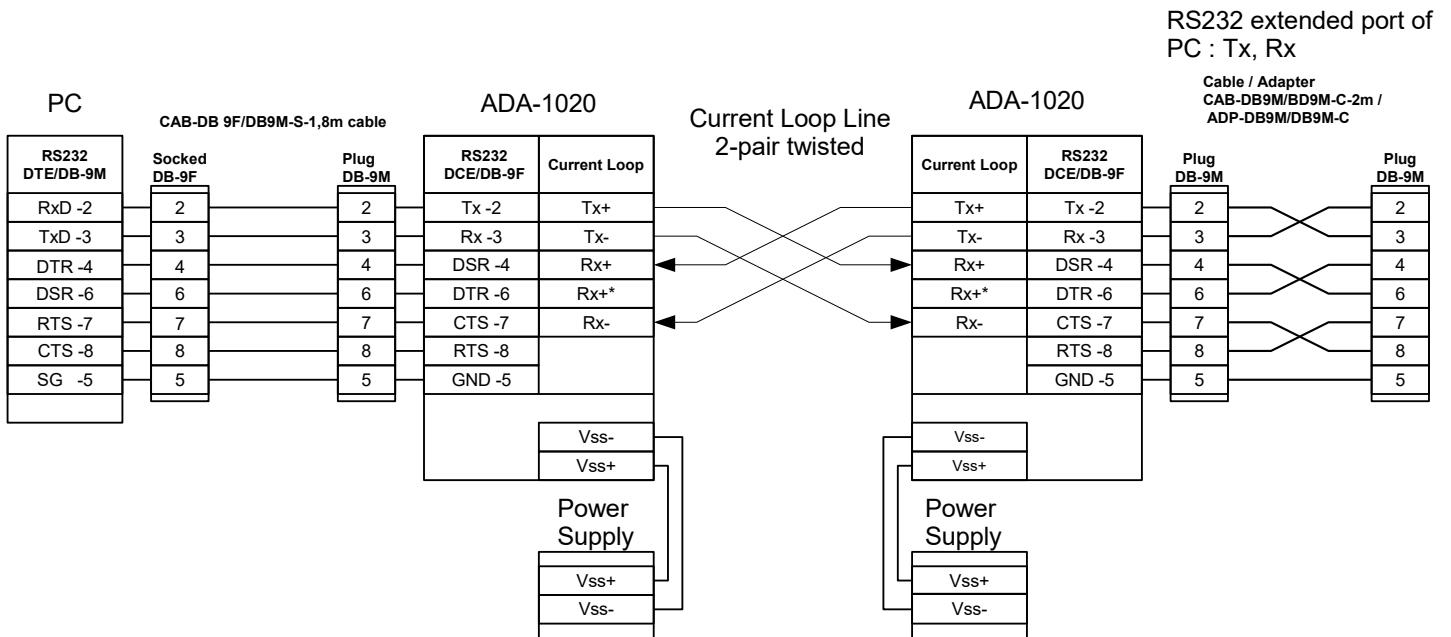 RS232 extended port of
PC : Tx, Rx
Cable / Adapter
CAB-DB9M/BD9M-C-2m /
ADP-DB9M/DB9M-C
PC
CAB-DB 9F/DB9M-S-1,8m cable
ADA-1020
Current Loop Line
2-pair twisted
ADA-1020
RS232
DTE/DB-9M
RxD -2
TxD -3
DTR -4
DSR -6
RTS -7
CTS -8
SG -5
Socked
DB-9F
2
3
4
6
7
8
5
Plug
DB-9M
2
3
4
6
7
8
5
RS232
DCE/DB-9F
Tx -2
Rx -3
DSR -4
DTR -6
CTS -7
RTS -8
GND -5
Current Loop
Tx+
Tx-
Rx+
Rx+*
Rx-
Vss-
Vss+
Power
Supply
Vss+
Vss-
Current Loop
Tx+
Tx-
Rx+
Rx+*
Rx-
Vss-
Vss+
Power
Supply
Vss+
Vss-
RS232
DCE/DB-9F
Tx -2
Rx -3
DSR -4
DTR -6
CTS -7
RTS -8
GND -5
Plug
DB-9M
2
3
4
6
7
8
5
Plug
DB-9M
2
3
4
6
7
8
5